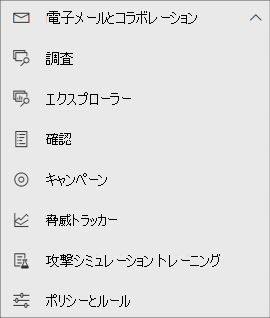 電子メールとコラボレーション
調査
エクスプローラー
確認
キャンペーン
脅威トラッカー
攻撃シミュレーション トレーニング
ポリシーとルール